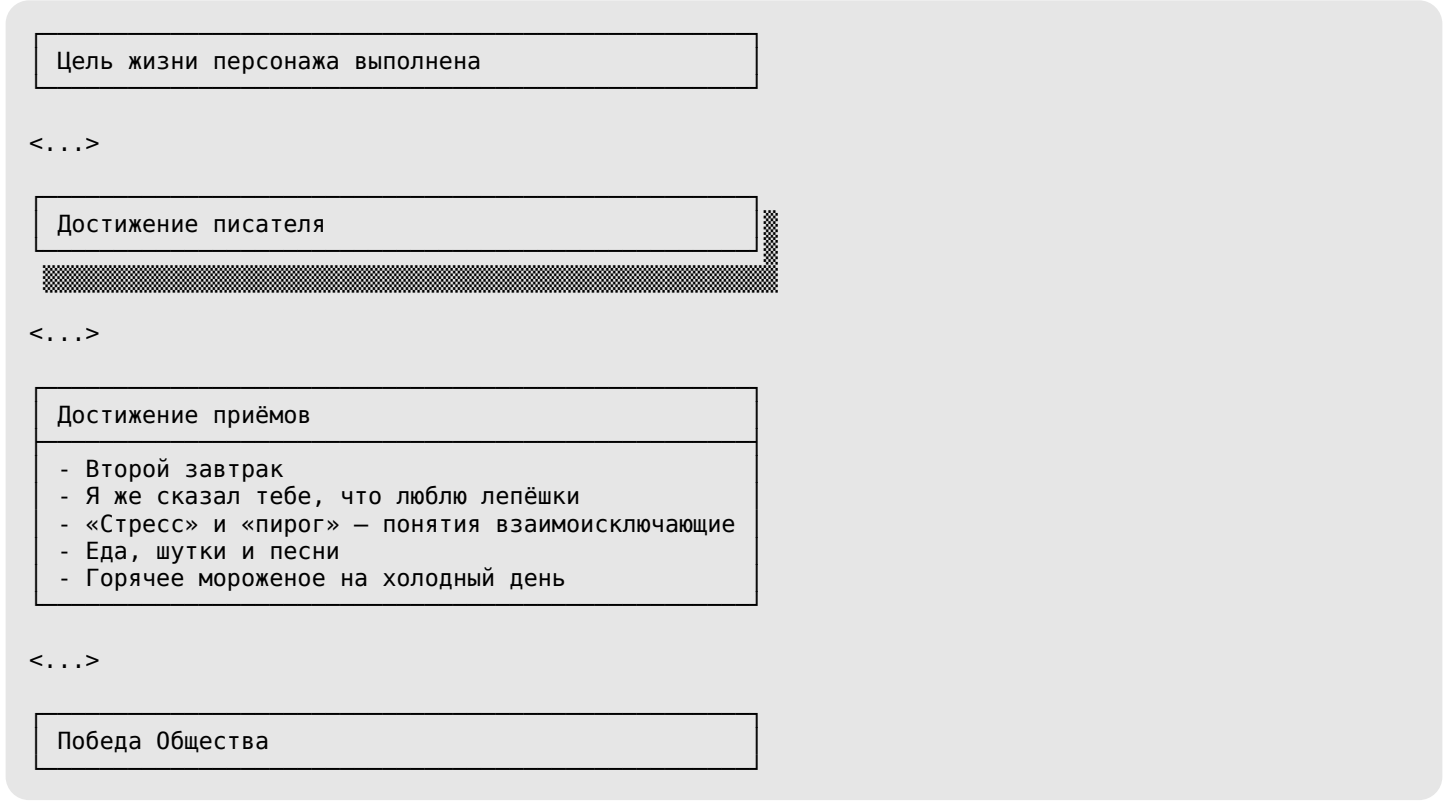 Цель жизни персонажа выполнена
<...>
Достижение писателя
<...>
Достижение приёмов
- Второй завтрак
- Я же сказал тебе, что люблю лепёшки
- «Стресс» и «пирог» — понятия взаимоисключающие
- Еда, шутки и песни
- Горячее мороженое на холодный день
<...>
Победа Общества